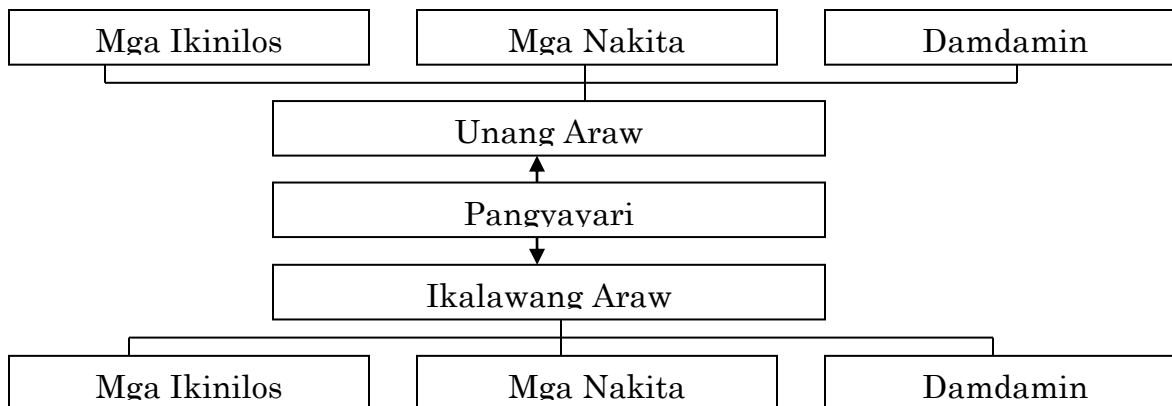 Mga Ikinilos
Mga Nakita
Damdamin
Unang Araw
Pangyayari
Ikalawang Araw
Mga Ikinilos
Mga Nakita
Damdamin